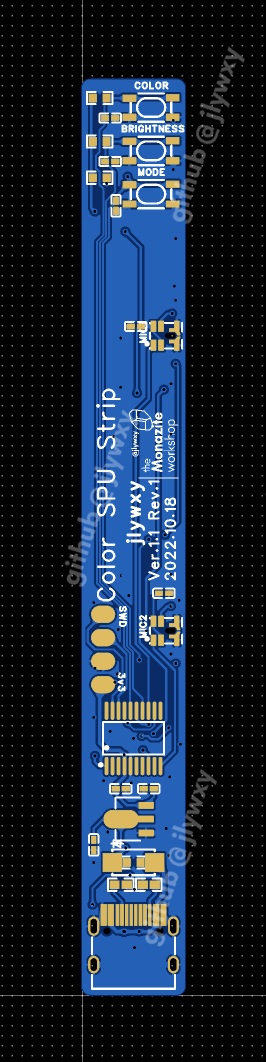 COLOR
BRIGHTNESS
MODE
MIC1
Color SPU Strip
@jlywxy
the Monazite
workshop
jlywxy
Ver.1.1 Rev.1
2022.10.18
SWD
3v3
MIC2
github @ jlywxy
github @ jlywxy
github @ jlywxy